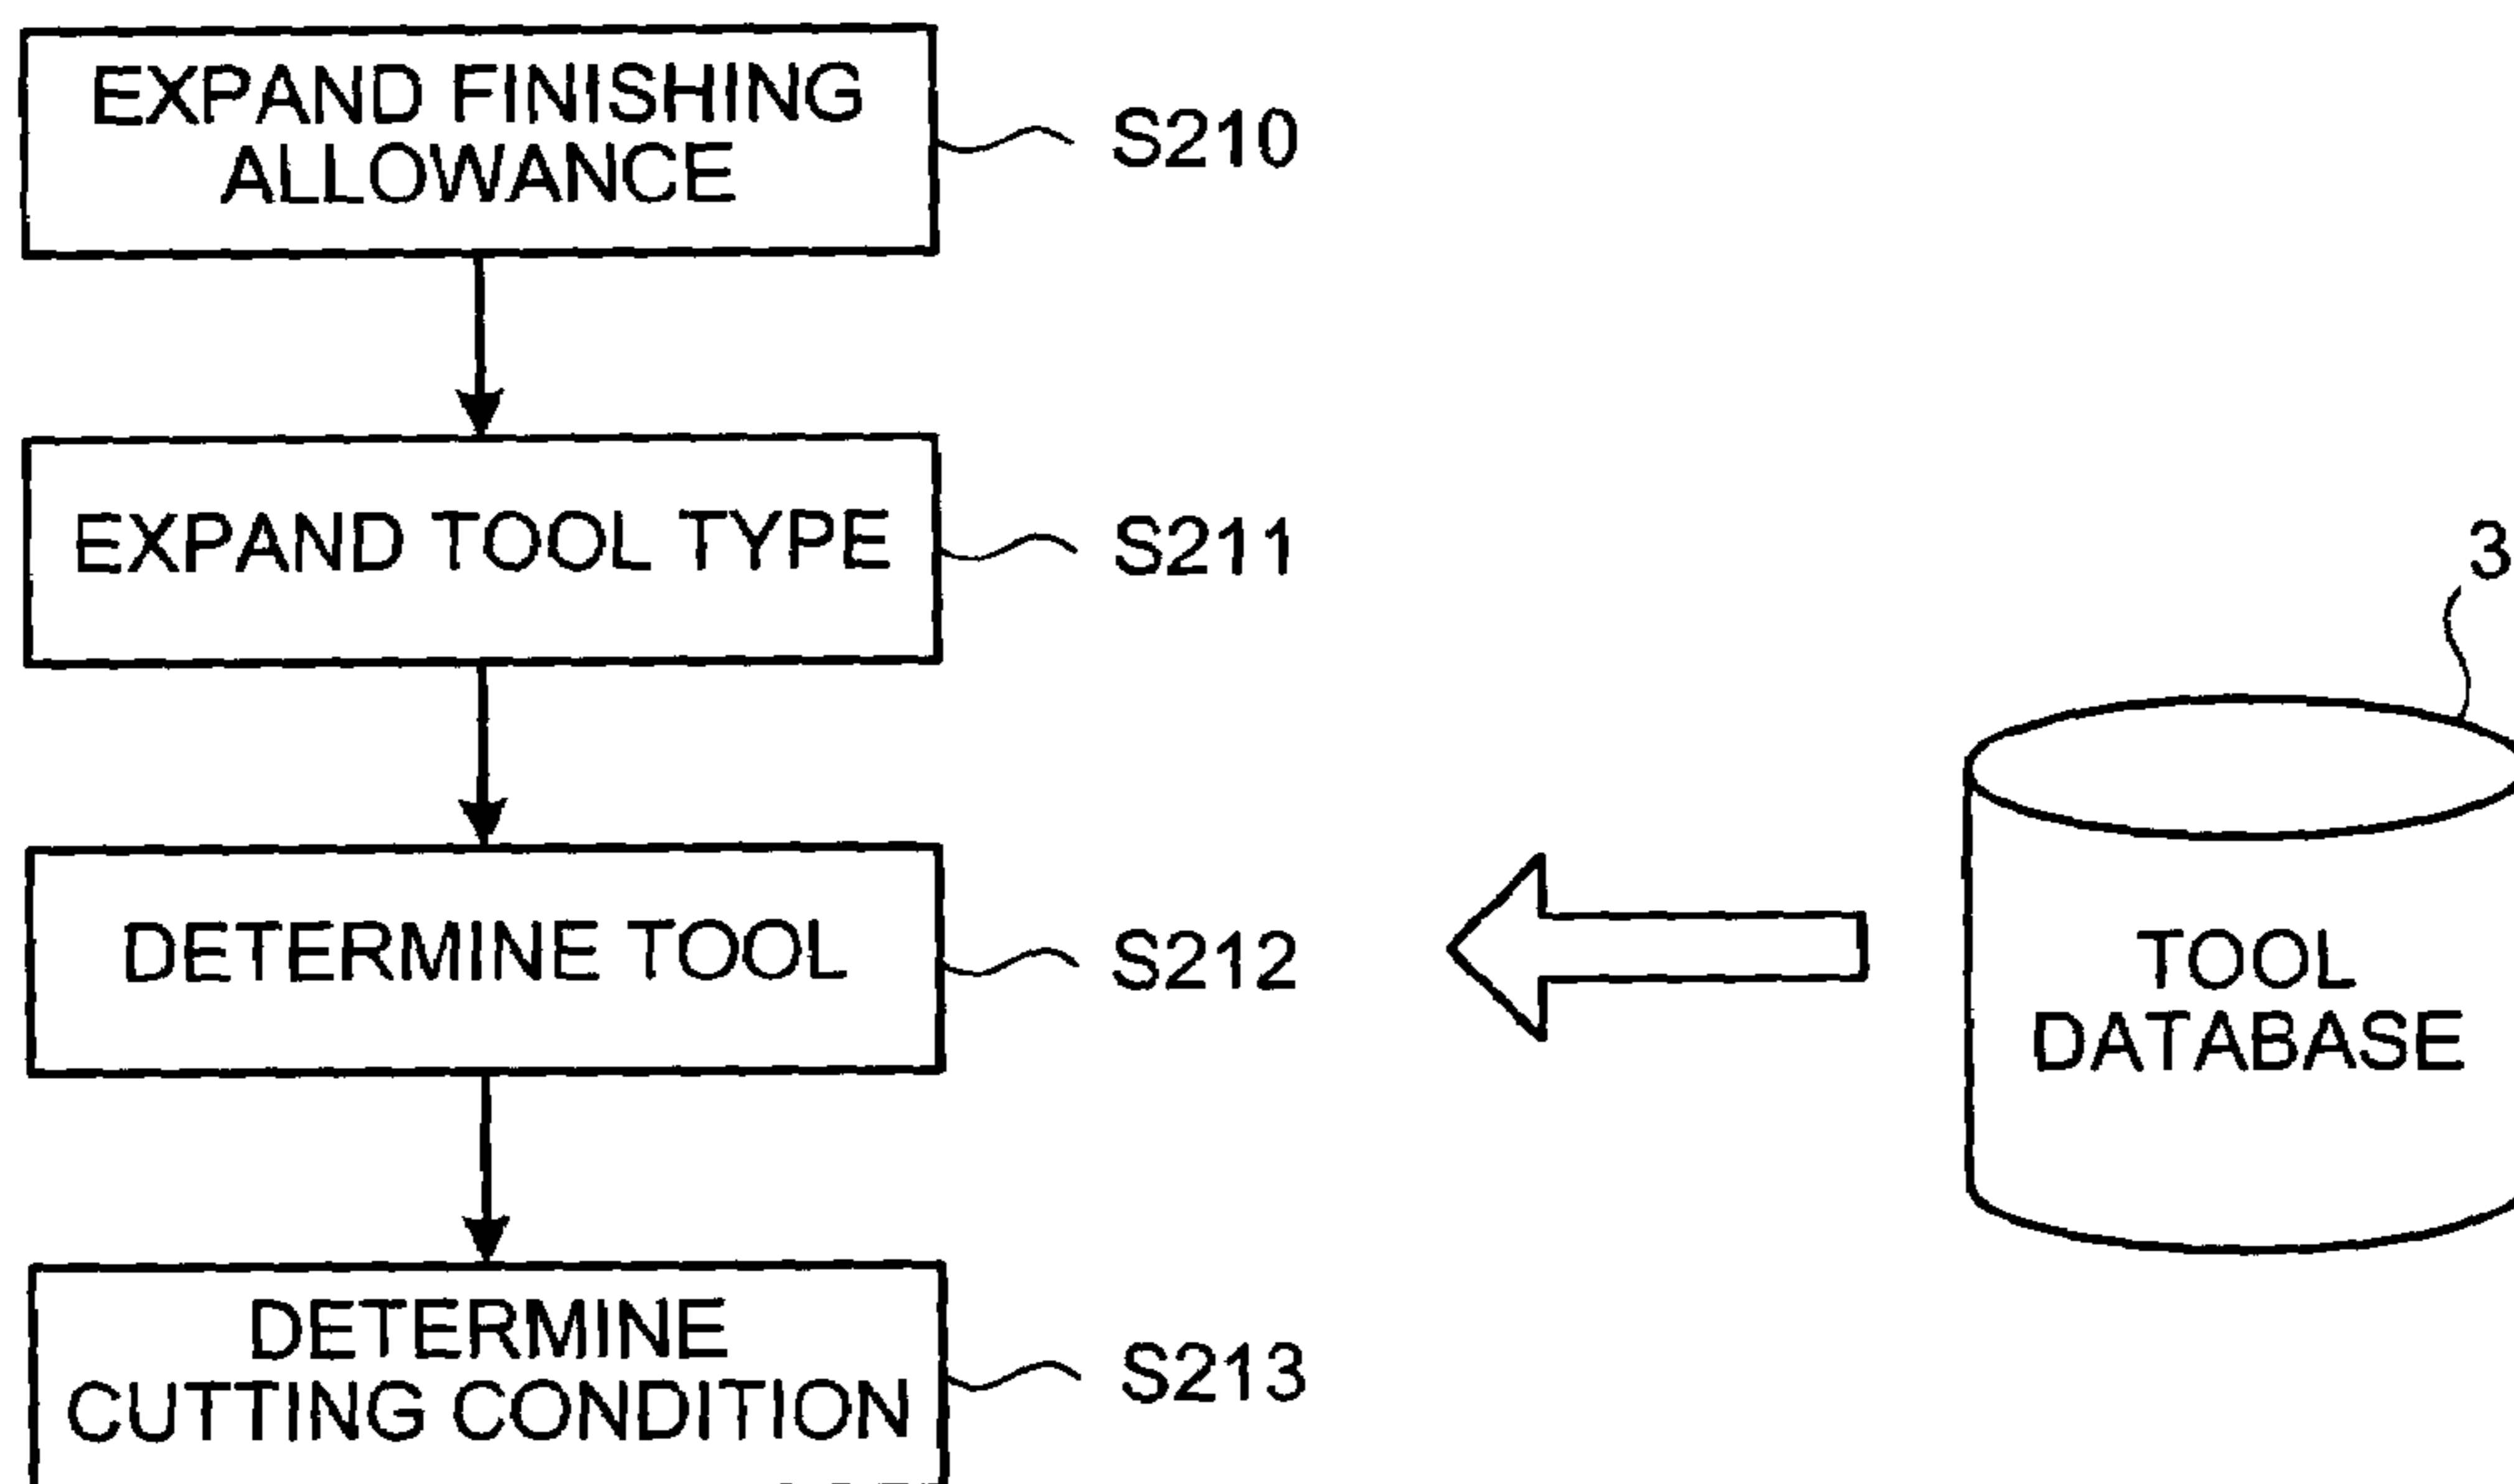 EXPAND FINISHING
ALLOWANCE
S210
EXPAND TOOL TYPE
S211
3
DETERMINE TOOL
S212
TOOL
DATABASE
DETERMINE
CUTTING CONDITION
S213